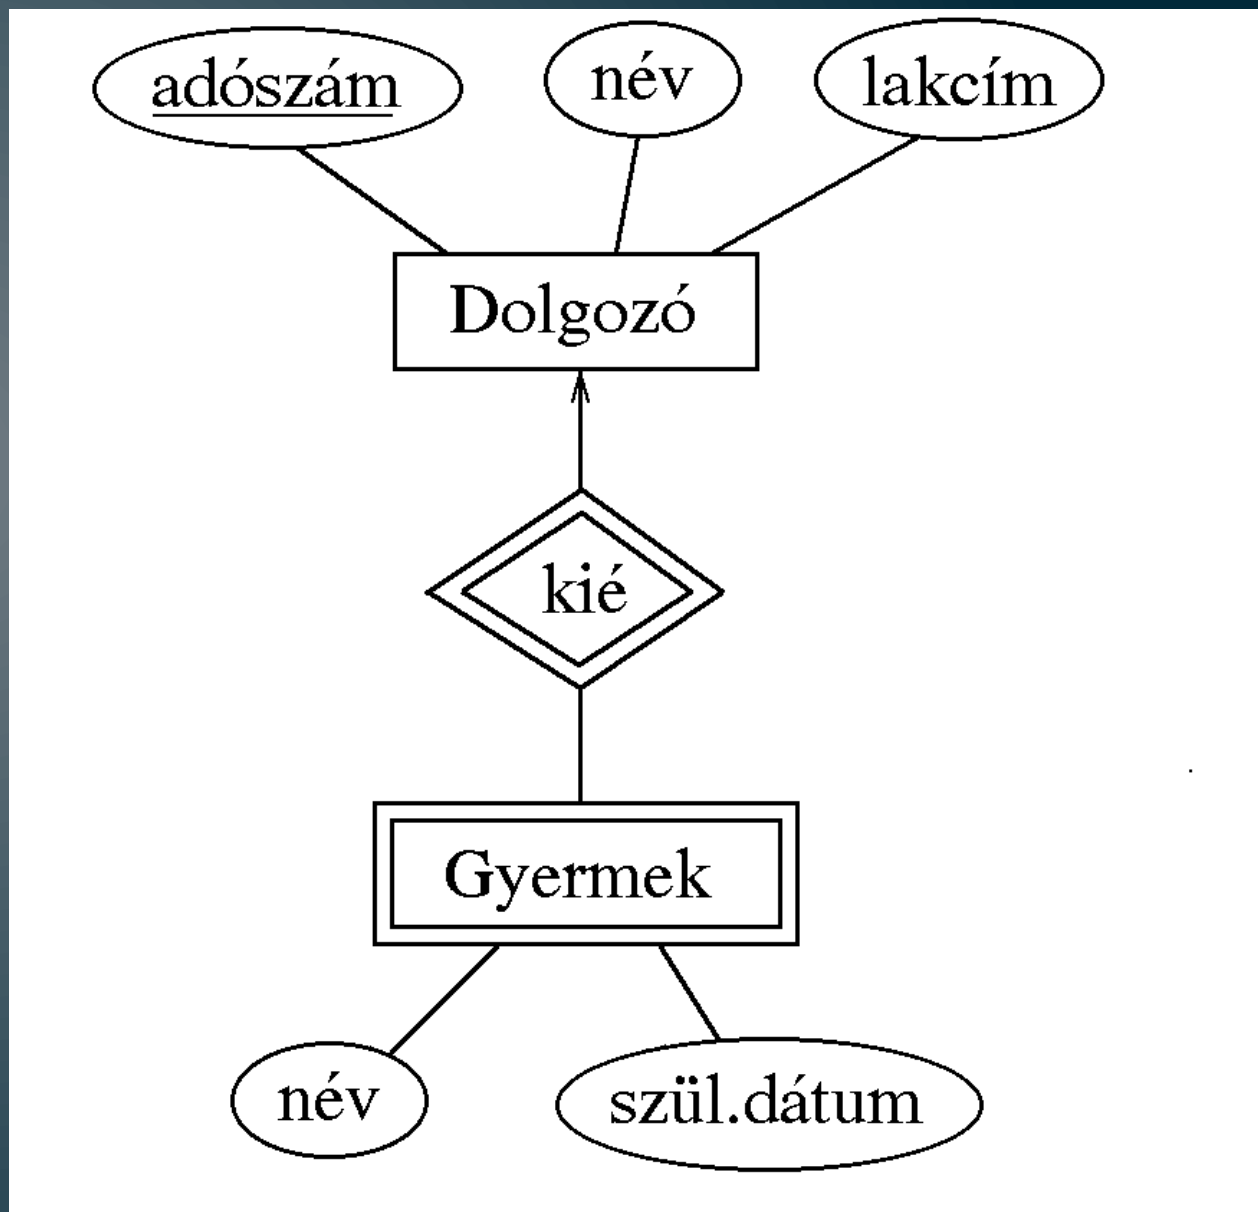 adószám
név
lakcím
Dolgozó
kié
Gyermek
név
szül.dátum